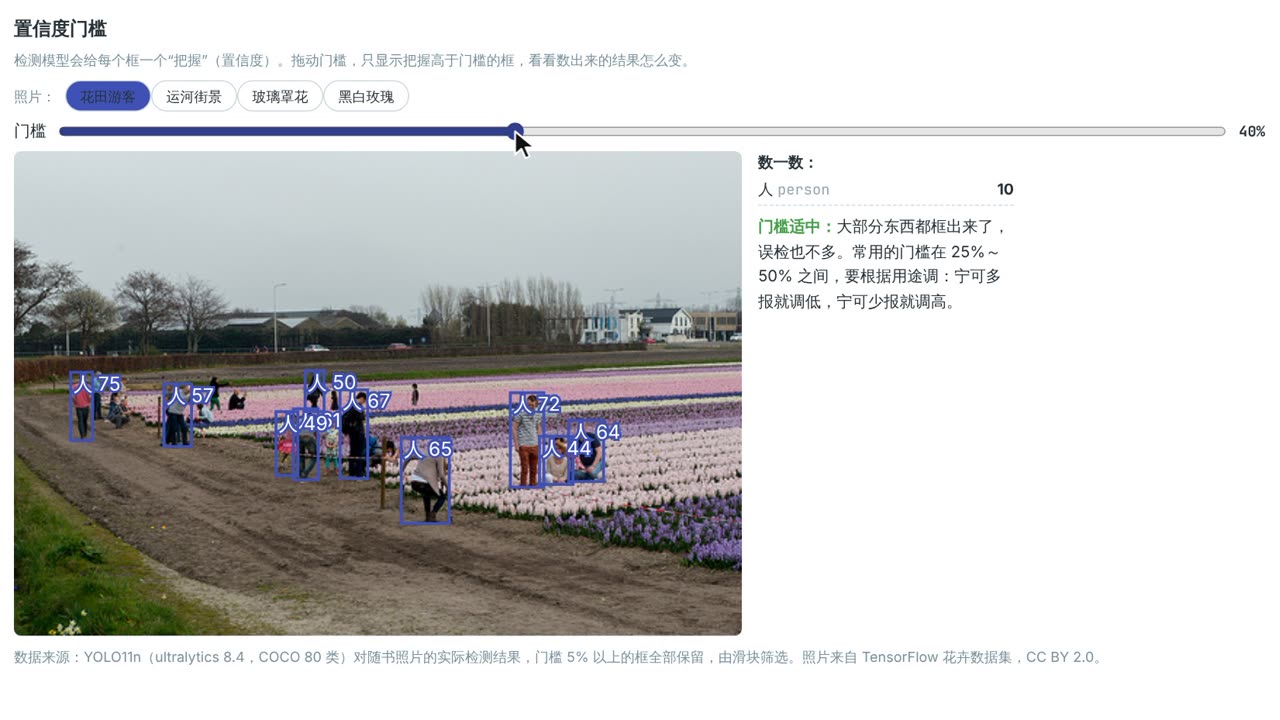 置信度门槛
检测模型会给每个框一个“把握”（置信度）。拖动门槛，只显示把握高于门槛的框，看看数出来的结果怎么变。
照片： 花田游客 运河街景 玻璃罩花 黑白玫瑰
门槛 40%
数一数：
人 person 10
门槛适中：大部分东西都框出来了，
误检也不多。常用的门槛在 25%～
50% 之间，要根据用途调：宁可多
报就调低，宁可少报就调高。
人 75
人 57
人 50
人 67
人 49
人 65
人 72
人 64
人 44
数据来源：YOLO11n（ultralytics 8.4，COCO 80 类）对随书照片的实际检测结果，门槛 5% 以上的框全部保留，由滑块筛选。照片来自 TensorFlow 花卉数据集，CC BY 2.0。